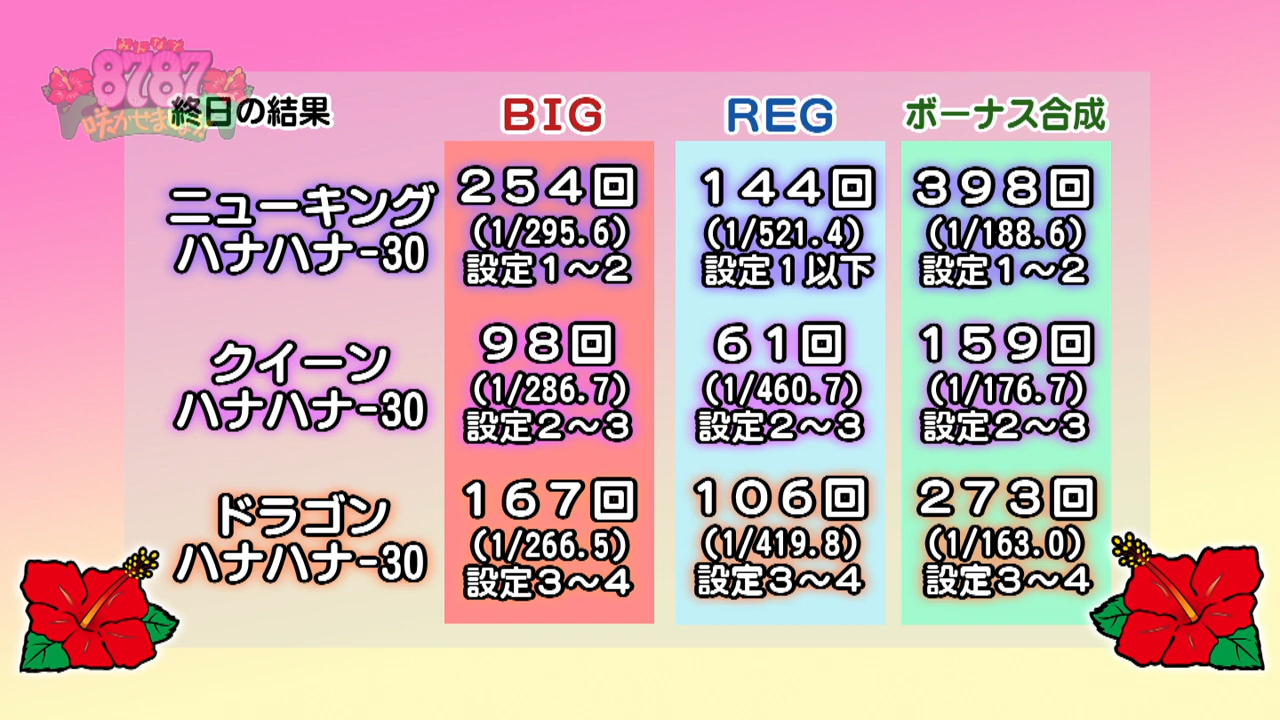 みんなで
8787
咲かせましょう
終日の結果 BIG REG ボーナス合成
ニューキング
ハナハナ-30
254回 144回 398回
(1/295.6) (1/521.4) (1/188.6)
設定1〜2 設定1以下 設定1〜2
クイーン
ハナハナ-30
98回 61回 159回
(1/286.7) (1/460.7) (1/176.7)
設定2〜3 設定2〜3 設定2〜3
ドラゴン
ハナハナ-30
167回 106回 273回
(1/266.5) (1/419.8) (1/163.0)
設定3〜4 設定3〜4 設定3〜4